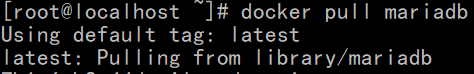 [root@localhost ~]# docker pull mariadb
Using default tag: latest
latest: Pulling from library/mariadb